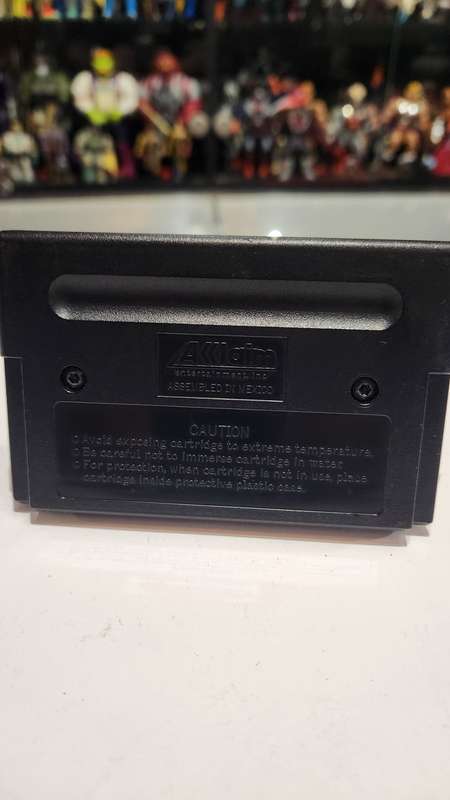 AKlaim
entertainment, inc.
ASSEMBLED IN MEXICO
CAUTION
o Avoid exposing cartridge to extreme temperature.
o Be careful not to immerse cartridge in water.
o For protection, when cartridge is not in use, place
cartridge inside protective plastic case.